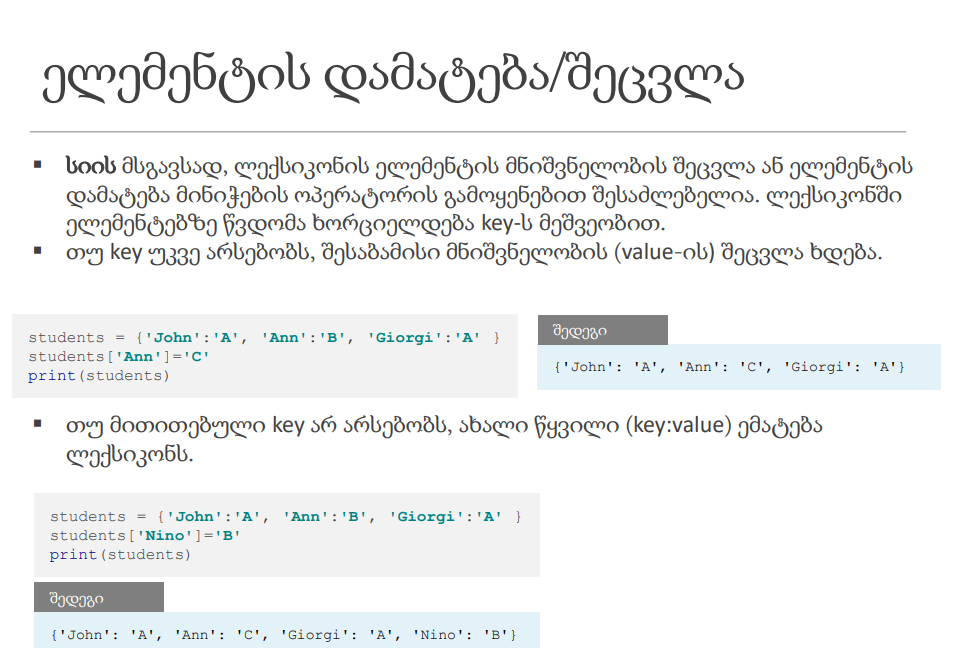 ელემენტის დამატება/შეცვლა
▪ სიის მსგავსად, ლექსიკონის ელემენტის მნიშვნელობის შეცვლა ან ელემენტის
დამატება მინიჭების ოპერატორის გამოყენებით შესაძლებელია. ლექსიკონში
ელემენტებზე წვდომა ხორციელდება key-ს მეშვეობით.
▪ თუ key უკვე არსებობს, შესაბამისი მნიშვნელობის (value-ის) შეცვლა ხდება.
students = {'John':'A', 'Ann':'B', 'Giorgi':'A' }
students['Ann']='C'
print(students)
შედეგი
{'John': 'A', 'Ann': 'C', 'Giorgi': 'A'}
▪ თუ მითითებული key არ არსებობს, ახალი წყვილი (key:value) ემატება
ლექსიკონს.
students = {'John':'A', 'Ann':'B', 'Giorgi':'A' }
students['Nino']='B'
print(students)
შედეგი
{'John': 'A', 'Ann': 'C', 'Giorgi': 'A', 'Nino': 'B'}